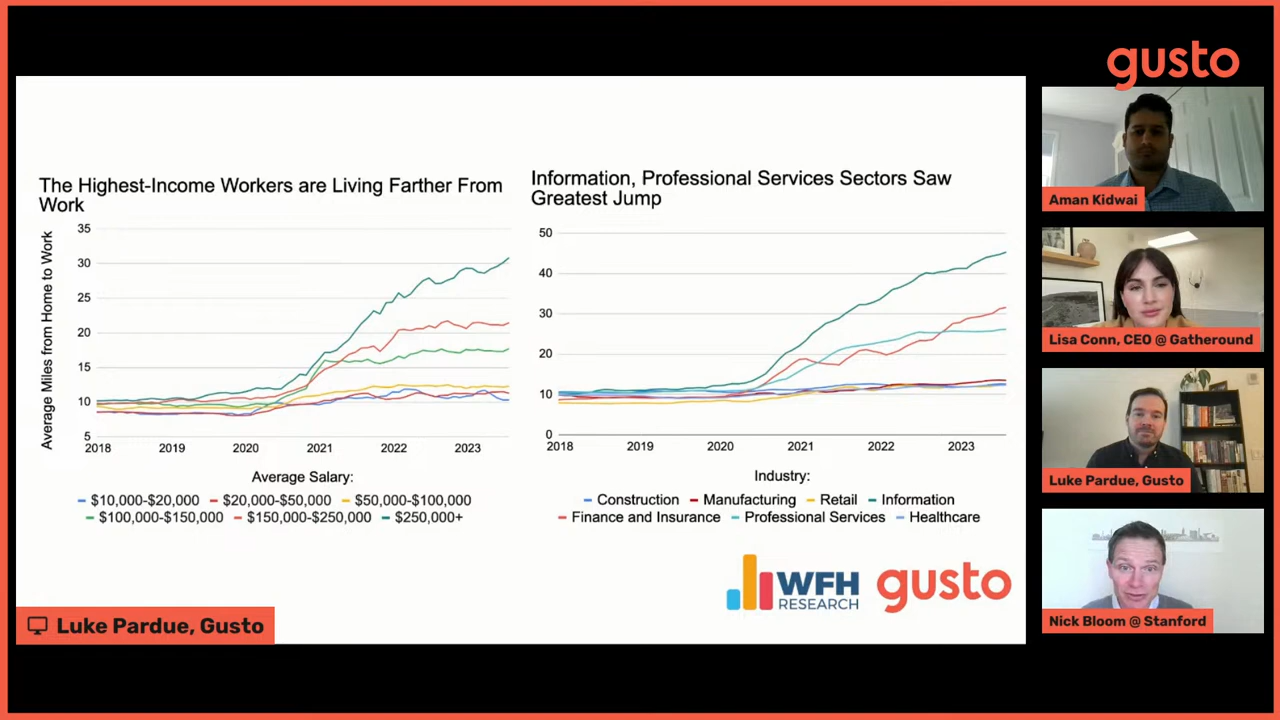 gusto
The Highest-Income Workers are Living Farther From
Work
Average Miles from Home to Work
35
30
25
20
15
10
5
2018 2019 2020 2021 2022 2023
Average Salary:
$10,000-$20,000 $20,000-$50,000 $50,000-$100,000
$100,000-$150,000 $150,000-$250,000 $250,000+
Information, Professional Services Sectors Saw
Greatest Jump
50
40
30
20
10
0
2018 2019 2020 2021 2022 2023
Industry:
Construction Manufacturing Retail Information
Finance and Insurance Professional Services Healthcare
WFH
RESEARCH
gusto
Luke Pardue, Gusto
Aman Kidwai
Lisa Conn, CEO @ Gatheround
Luke Pardue, Gusto
Nick Bloom @ Stanford